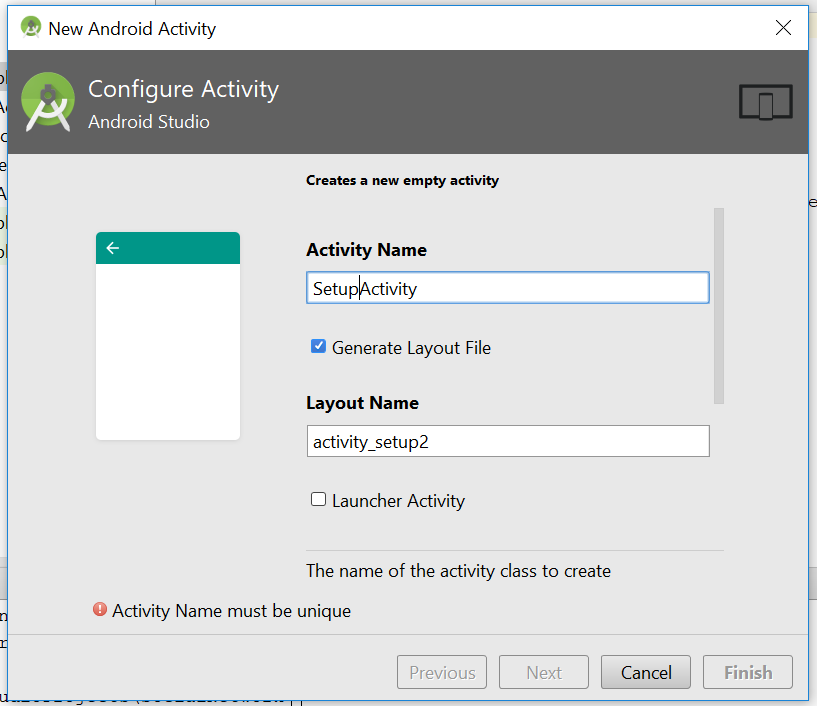 New Android Activity
Configure Activity
Android Studio
Creates a new empty activity
Activity Name
SetupActivity
Generate Layout File
Layout Name
activity_setup2
Launcher Activity
The name of the activity class to create
Activity Name must be unique
Previous
Next
Cancel
Finish